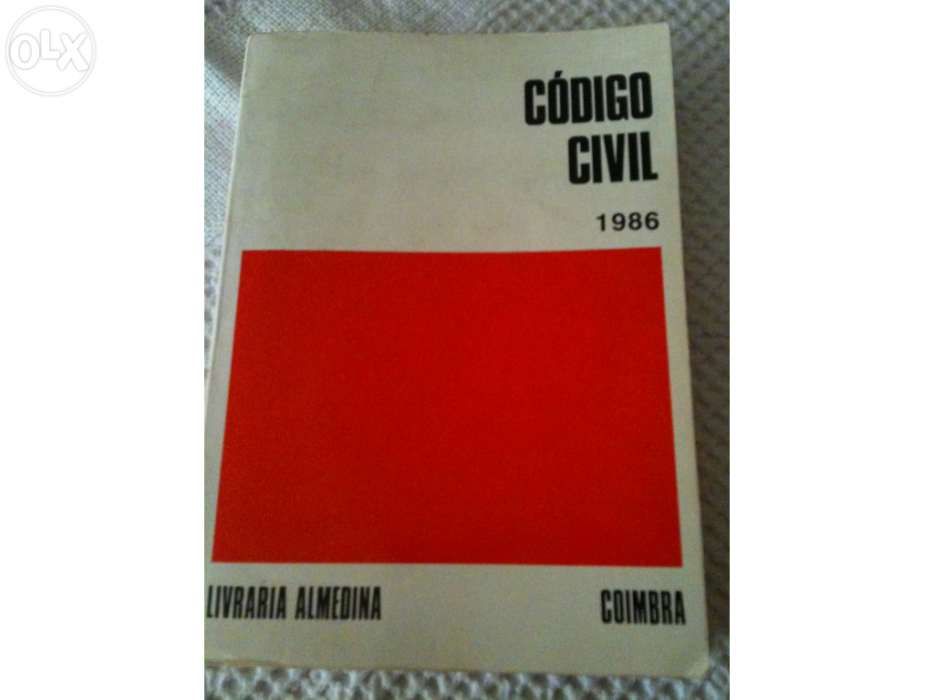 OLX
CÓDIGO
CIVIL
1986
LIVRARIA ALMEDINA
COIMBRA